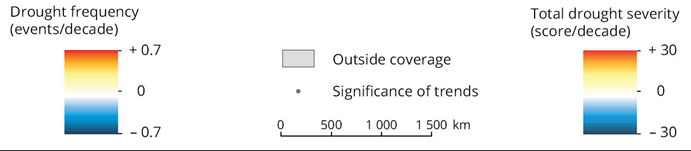 Drought frequency
(events/decade)
+ 0.7
0
– 0.7
Outside coverage
Significance of trends
0 500 1 000 1 500 km
Total drought severity
(score/decade)
+ 30
0
– 30